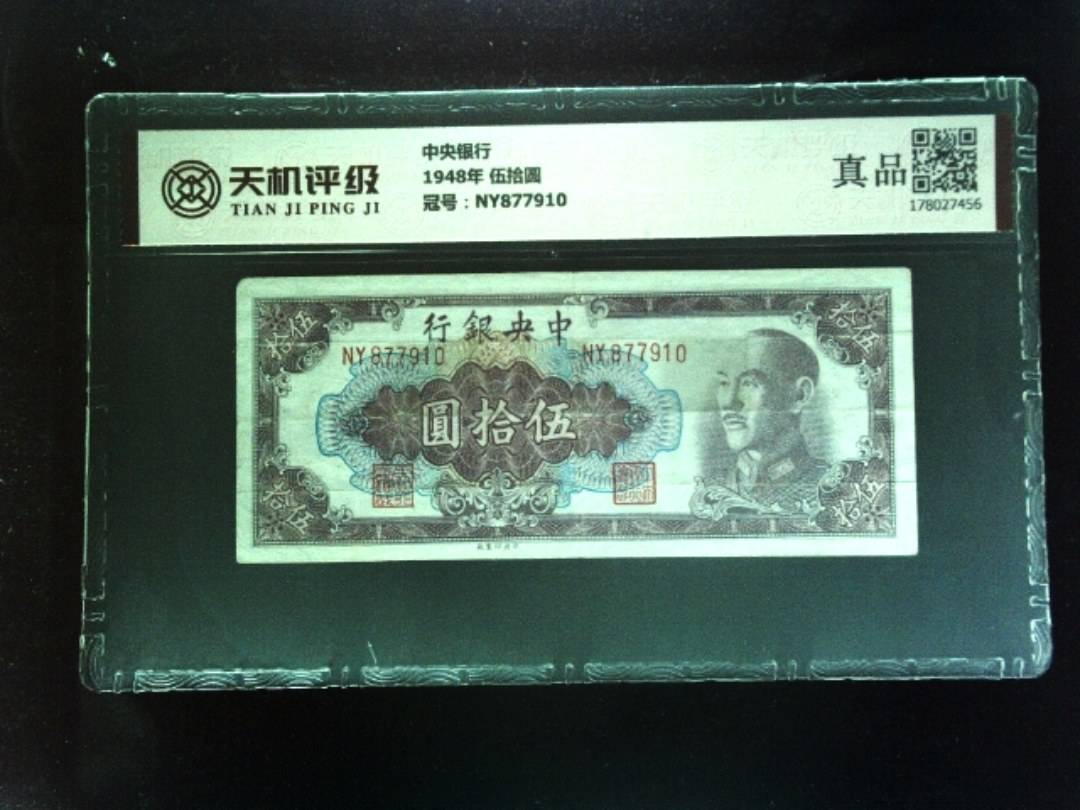 天机评级
TIAN JI PING JI
中央银行
1948年 伍拾圓
冠号：NY877910
真品
178027456
伍拾
拾伍
行銀央中
NY877910
NY877910
圓拾伍
拾伍
拾伍